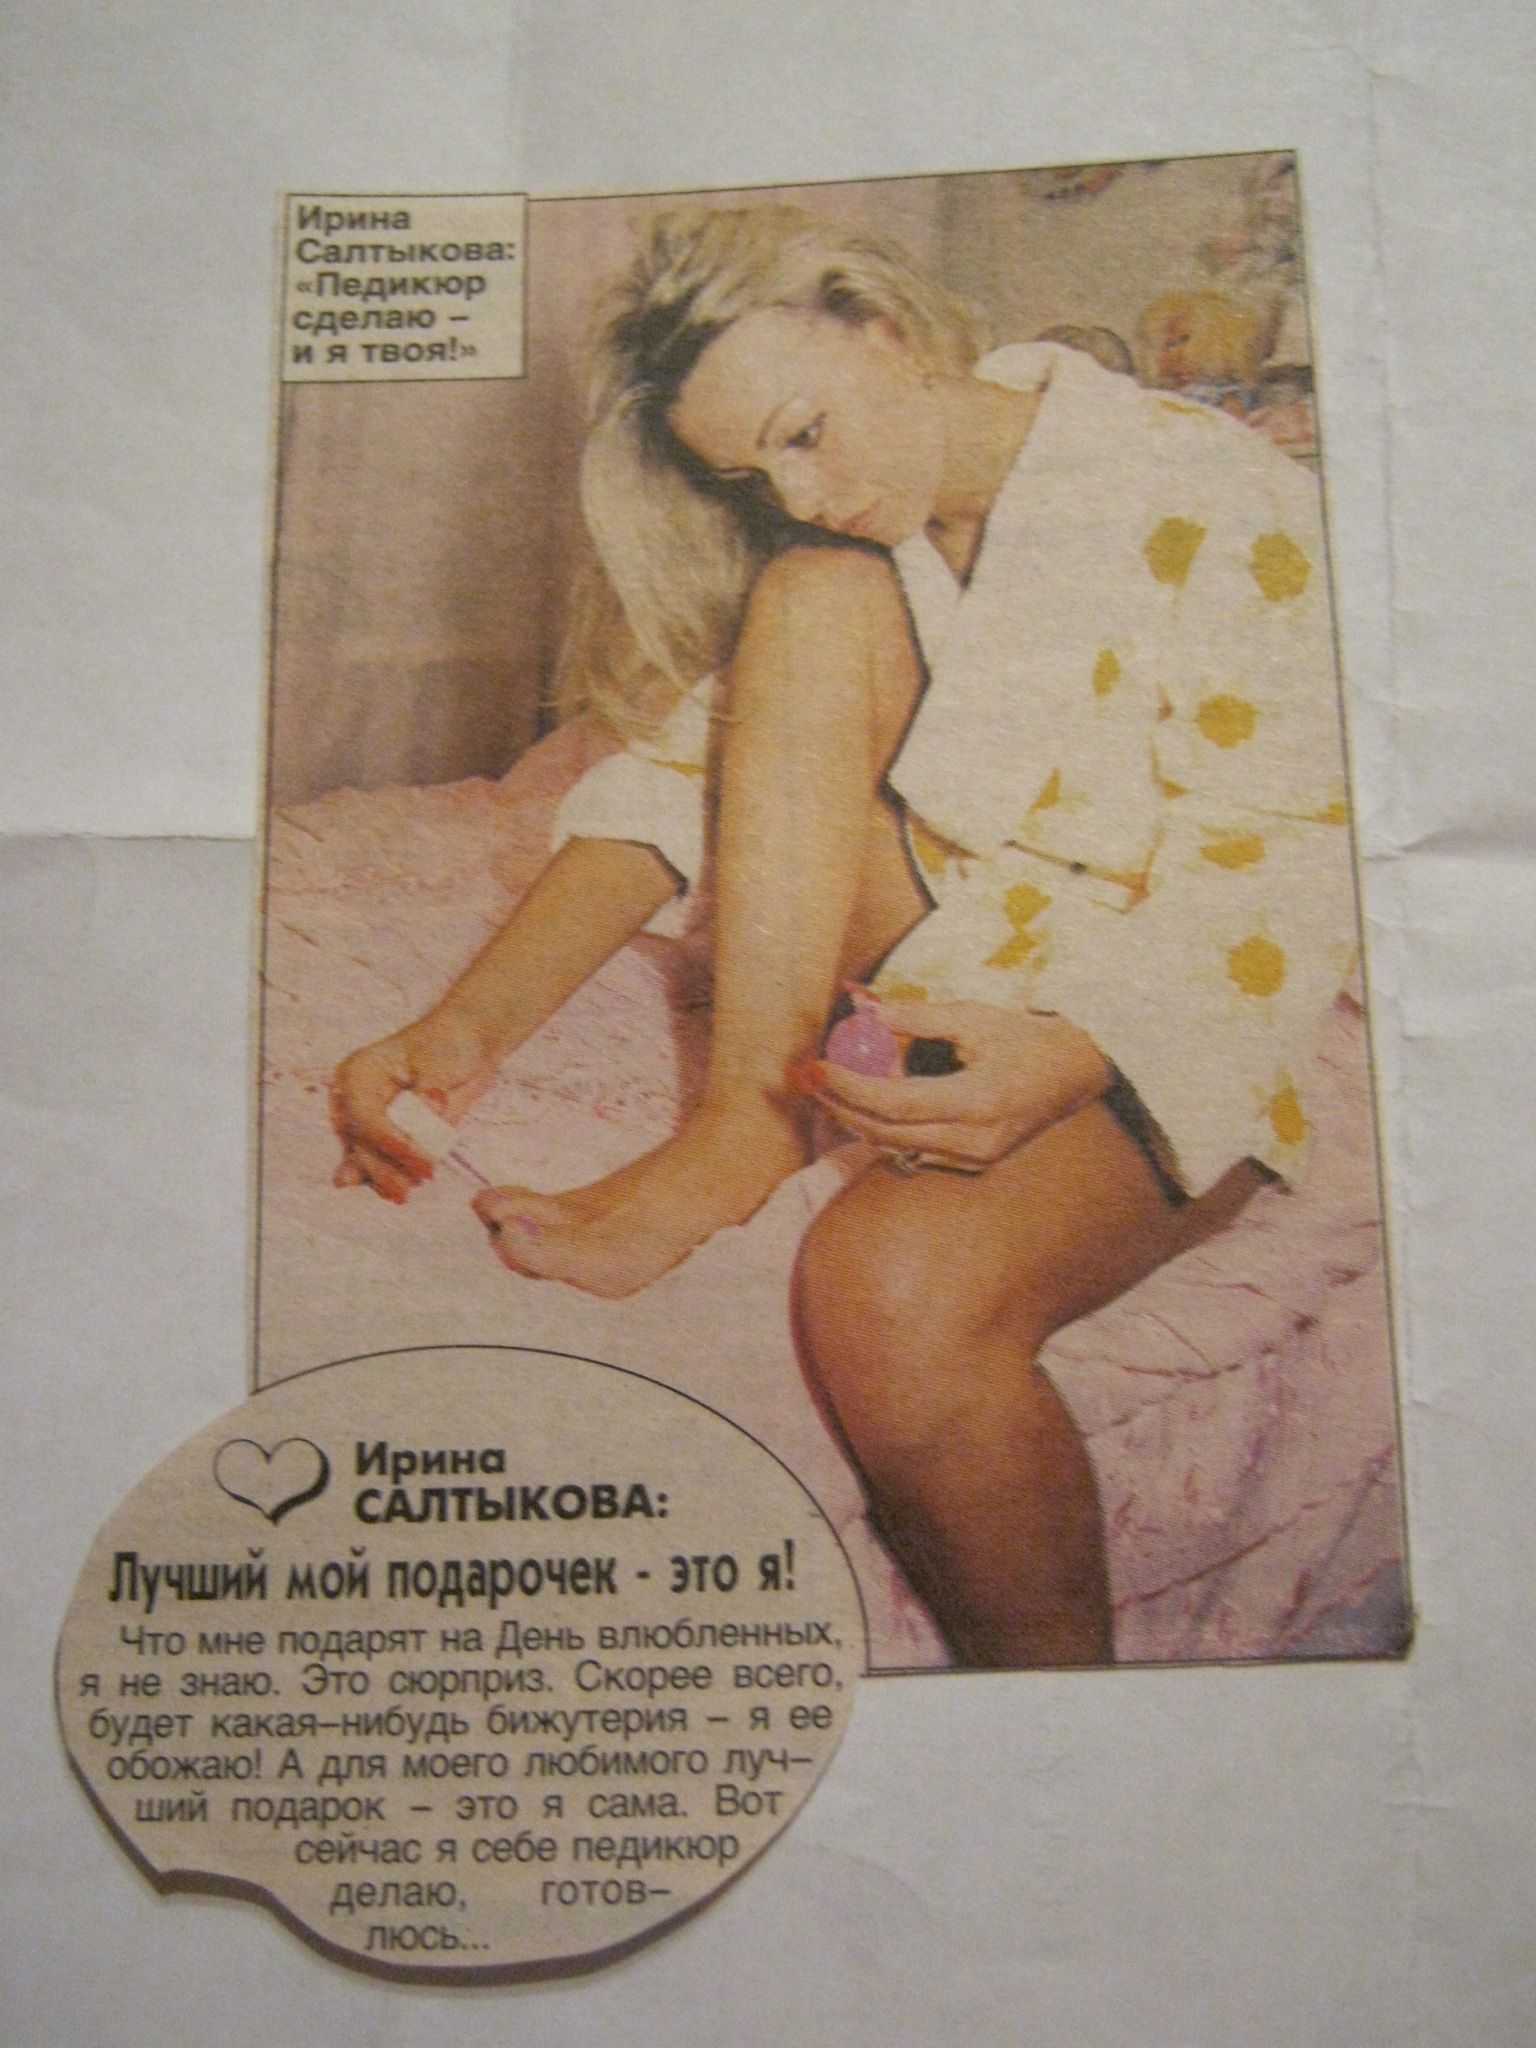 Ирина
Салтыкова:
«Педикюр
сделаю –
и я твоя!»
Ирина
САЛТЫКОВА:
Лучший мой подарочек - это я!
Что мне подарят на День влюбленных,
я не знаю. Это сюрприз. Скорее всего,
будет какая–нибудь бижутерия – я ее
обожаю! А для моего любимого луч–
ший подарок – это я сама. Вот
сейчас я себе педикюр
делаю, готов–
люсь...